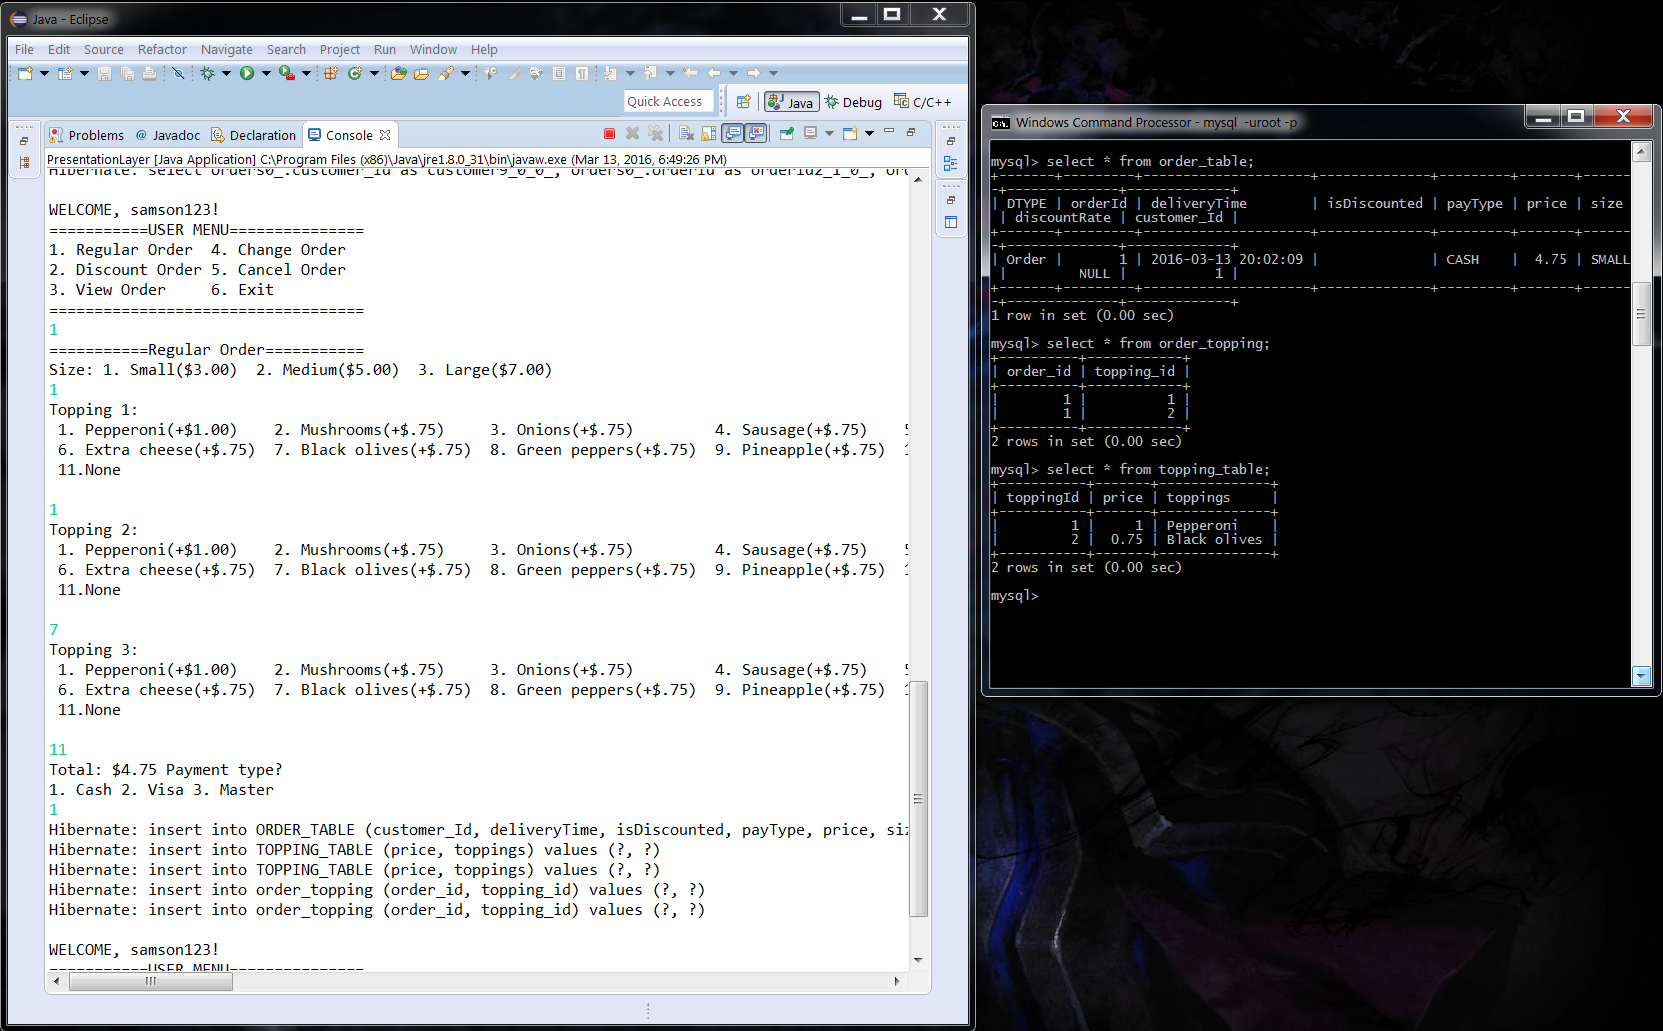 Java - Eclipse
File Edit Source Refactor Navigate Search Project Run Window Help
Quick Access Java Debug C/C++
Problems @ Javadoc Declaration Console
PresentationLayer [Java Application] C:\Program Files (x86)\Java\jre1.8.0_31\bin\javaw.exe (Mar 13, 2016, 6:49:26 PM)
Hibernate: select orders0_.customer_id as customer9_0_0_, orders0_.orderId as orderId2_1_0_, ord
WELCOME, samson123!
===========USER MENU===============
1. Regular Order  4. Change Order
2. Discount Order 5. Cancel Order
3. View Order     6. Exit
===================================
1
===========Regular Order===========
Size: 1. Small($3.00)  2. Medium($5.00)  3. Large($7.00)
1
Topping 1:
1. Pepperoni(+$1.00)    2. Mushrooms(+$.75)     3. Onions(+$.75)         4. Sausage(+$.75)
6. Extra cheese(+$.75)  7. Black olives(+$.75)  8. Green peppers(+$.75)  9. Pineapple(+$.75)
11.None
1
Topping 2:
1. Pepperoni(+$1.00)    2. Mushrooms(+$.75)     3. Onions(+$.75)         4. Sausage(+$.75)
6. Extra cheese(+$.75)  7. Black olives(+$.75)  8. Green peppers(+$.75)  9. Pineapple(+$.75)
11.None
7
Topping 3:
1. Pepperoni(+$1.00)    2. Mushrooms(+$.75)     3. Onions(+$.75)         4. Sausage(+$.75)
6. Extra cheese(+$.75)  7. Black olives(+$.75)  8. Green peppers(+$.75)  9. Pineapple(+$.75)
11.None
11
Total: $4.75 Payment type?
1. Cash 2. Visa 3. Master
1
Hibernate: insert into ORDER_TABLE (customer_Id, deliveryTime, isDiscounted, payType, price, siz
Hibernate: insert into TOPPING_TABLE (price, toppings) values (?, ?)
Hibernate: insert into TOPPING_TABLE (price, toppings) values (?, ?)
Hibernate: insert into order_topping (order_id, topping_id) values (?, ?)
Hibernate: insert into order_topping (order_id, topping_id) values (?, ?)
WELCOME, samson123!
===========USER MENU===============
Windows Command Processor - mysql  -uroot -p
mysql> select * from order_table;
+-------+---------+---------------------+--------------+---------+-------+------
-+--------------+-------------+
| DTYPE | orderId | deliveryTime        | isDiscounted | payType | price | size
 | discountRate | customer_Id |
+-------+---------+---------------------+--------------+---------+-------+------
-+--------------+-------------+
| Order |       1 | 2016-03-13 20:02:09 |              | CASH    |  4.75 | SMALL
 |         NULL |           1 |
+-------+---------+---------------------+--------------+---------+-------+------
-+--------------+-------------+
1 row in set (0.00 sec)
mysql> select * from order_topping;
+----------+------------+
| order_id | topping_id |
+----------+------------+
|        1 |          1 |
|        1 |          2 |
+----------+------------+
2 rows in set (0.00 sec)
mysql> select * from topping_table;
+-----------+-------+--------------+
| toppingId | price | toppings     |
+-----------+-------+--------------+
|         1 |     1 | Pepperoni    |
|         2 |  0.75 | Black olives |
+-----------+-------+--------------+
2 rows in set (0.00 sec)
mysql>